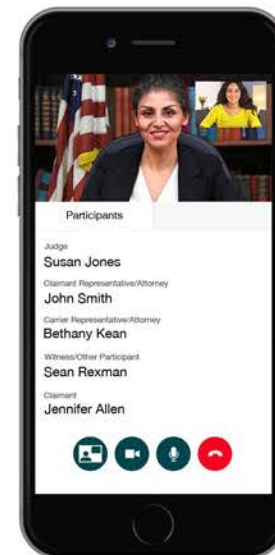 Participants
Judge
Susan Jones
Claimant Representative/Attorney
John Smith
Carrier Representative/Attorney
Bethany Kean
Witness/Other Participant
Sean Rexman
Claimant
Jennifer Allen